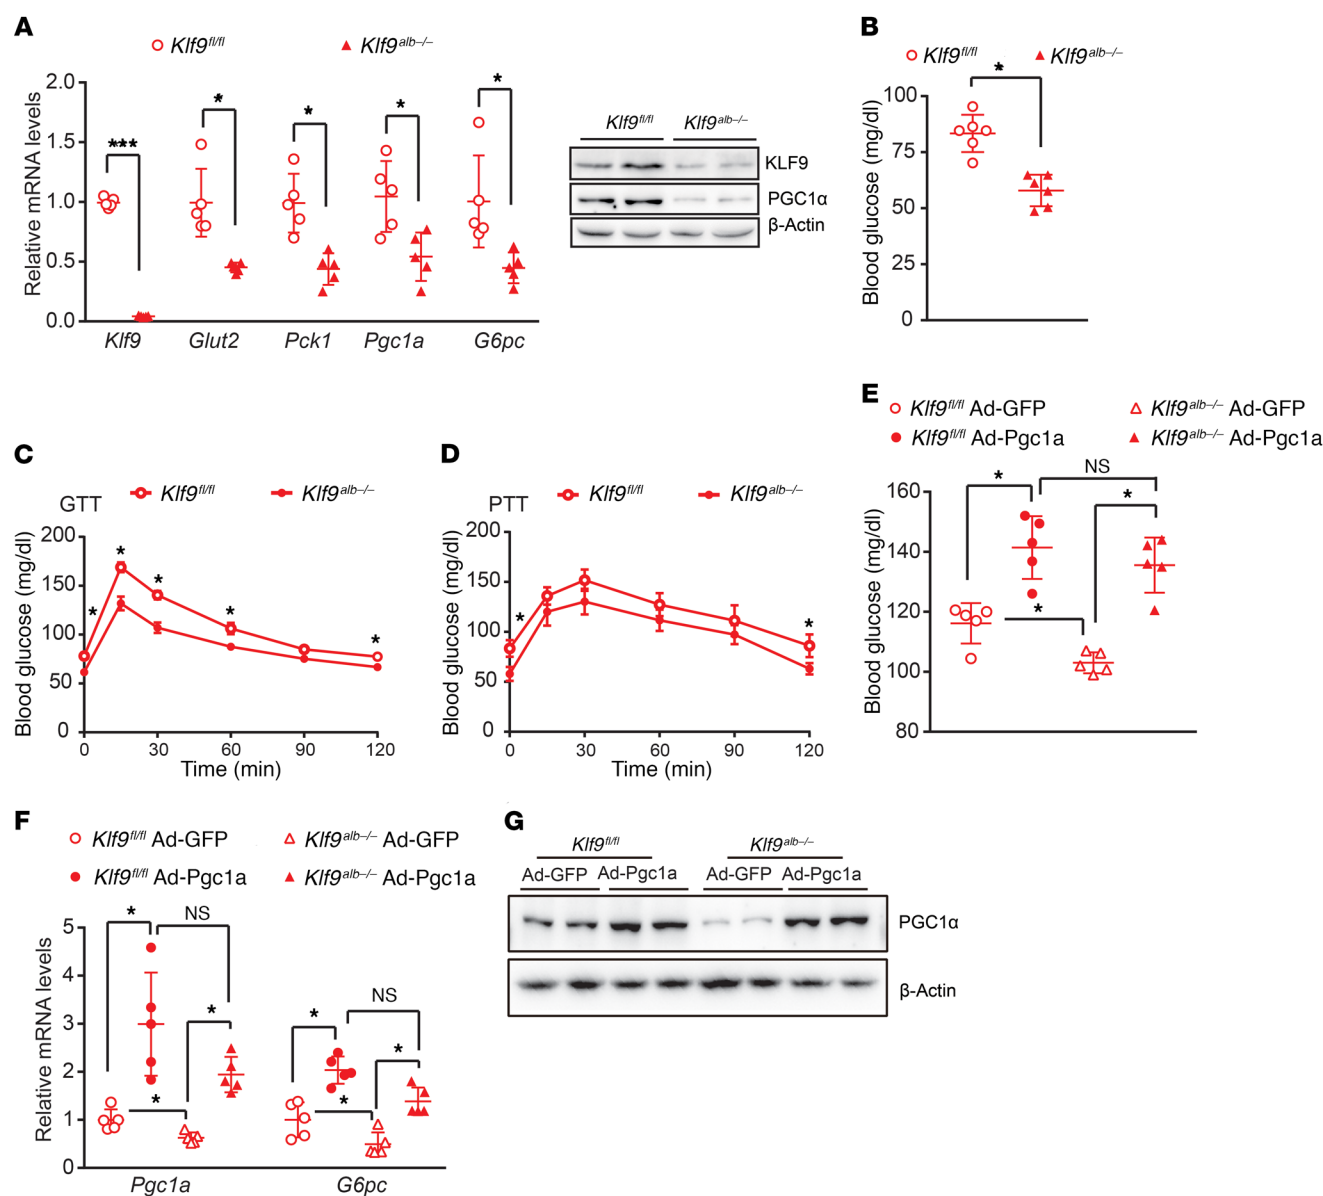 A
Klf9fl/fl
Klf9alb–/–
Relative mRNA levels
2.0
1.5
1.0
0.5
0.0
***
*
*
*
*
Klf9
Glut2
Pck1
Pgc1a
G6pc
Klf9fl/fl
Klf9alb–/–
KLF9
PGC1α
β-Actin
B
Klf9fl/fl
Klf9alb–/–
*
Blood glucose (mg/dl)
100
75
50
25
0
C
GTT
Klf9fl/fl
Klf9alb–/–
Blood glucose (mg/dl)
200
150
100
50
0
*
*
*
*
*
0
30
60
90
120
Time (min)
D
PTT
Klf9fl/fl
Klf9alb–/–
Blood glucose (mg/dl)
200
150
100
50
0
*
*
0
30
60
90
120
Time (min)
E
Klf9fl/fl Ad-GFP
Klf9alb–/– Ad-GFP
Klf9fl/fl Ad-Pgc1a
Klf9alb–/– Ad-Pgc1a
Blood glucose (mg/dl)
160
140
120
100
80
*
NS
*
*
F
Klf9fl/fl Ad-GFP
Klf9alb–/– Ad-GFP
Klf9fl/fl Ad-Pgc1a
Klf9alb–/– Ad-Pgc1a
Relative mRNA levels
5
4
3
2
1
0
*
NS
*
*
*
NS
*
*
Pgc1a
G6pc
G
Klf9fl/fl
Klf9alb–/–
Ad-GFP
Ad-Pgc1a
Ad-GFP
Ad-Pgc1a
PGC1α
β-Actin